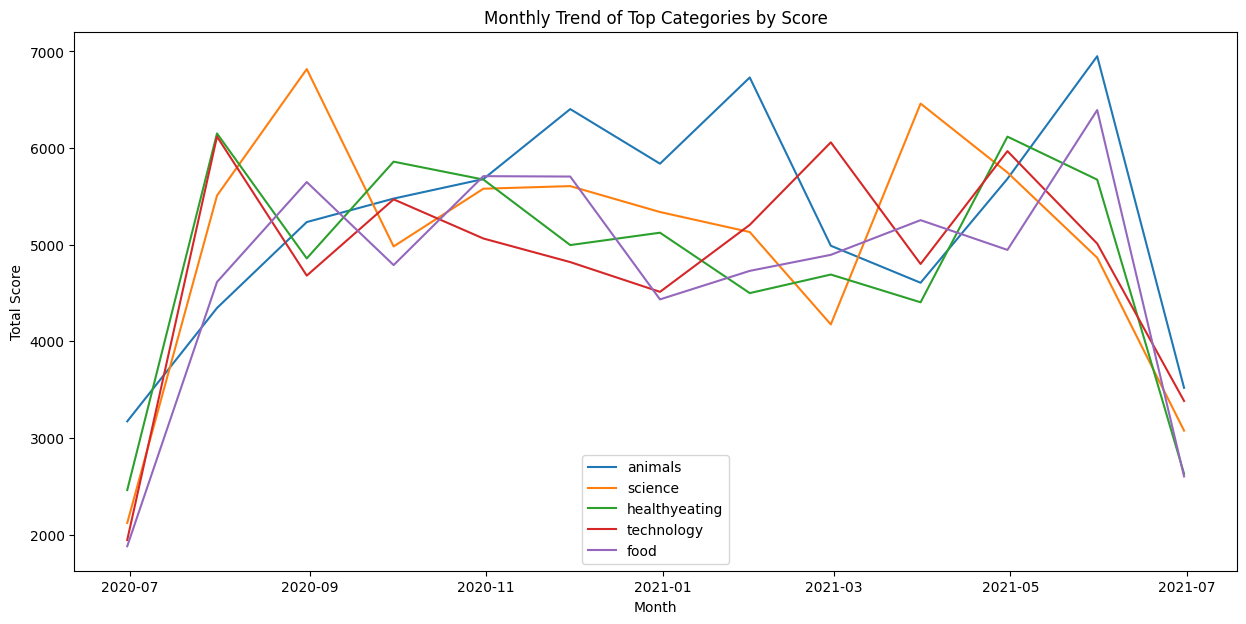 Monthly Trend of Top Categories by Score
Total Score
7000
6000
5000
4000
3000
2000
animals
science
healthyeating
technology
food
2020-07 2020-09 2020-11 2021-01 2021-03 2021-05 2021-07
Month